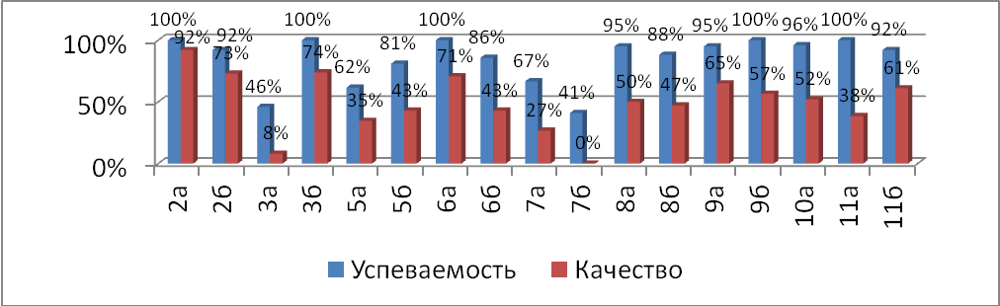 100% 92% 92% 73% 46% 8% 100% 74% 62% 35% 81% 43% 100% 71% 86% 43% 67% 27% 41% 0% 95% 50% 88% 47% 95% 65% 100% 57% 96% 52% 100% 38% 92% 61%
100%
50%
0%
2а 2б 3а 3б 5а 5б 6а 6б 7а 7б 8а 8б 9а 9б 10а 11а 11б
Успеваемость Качество